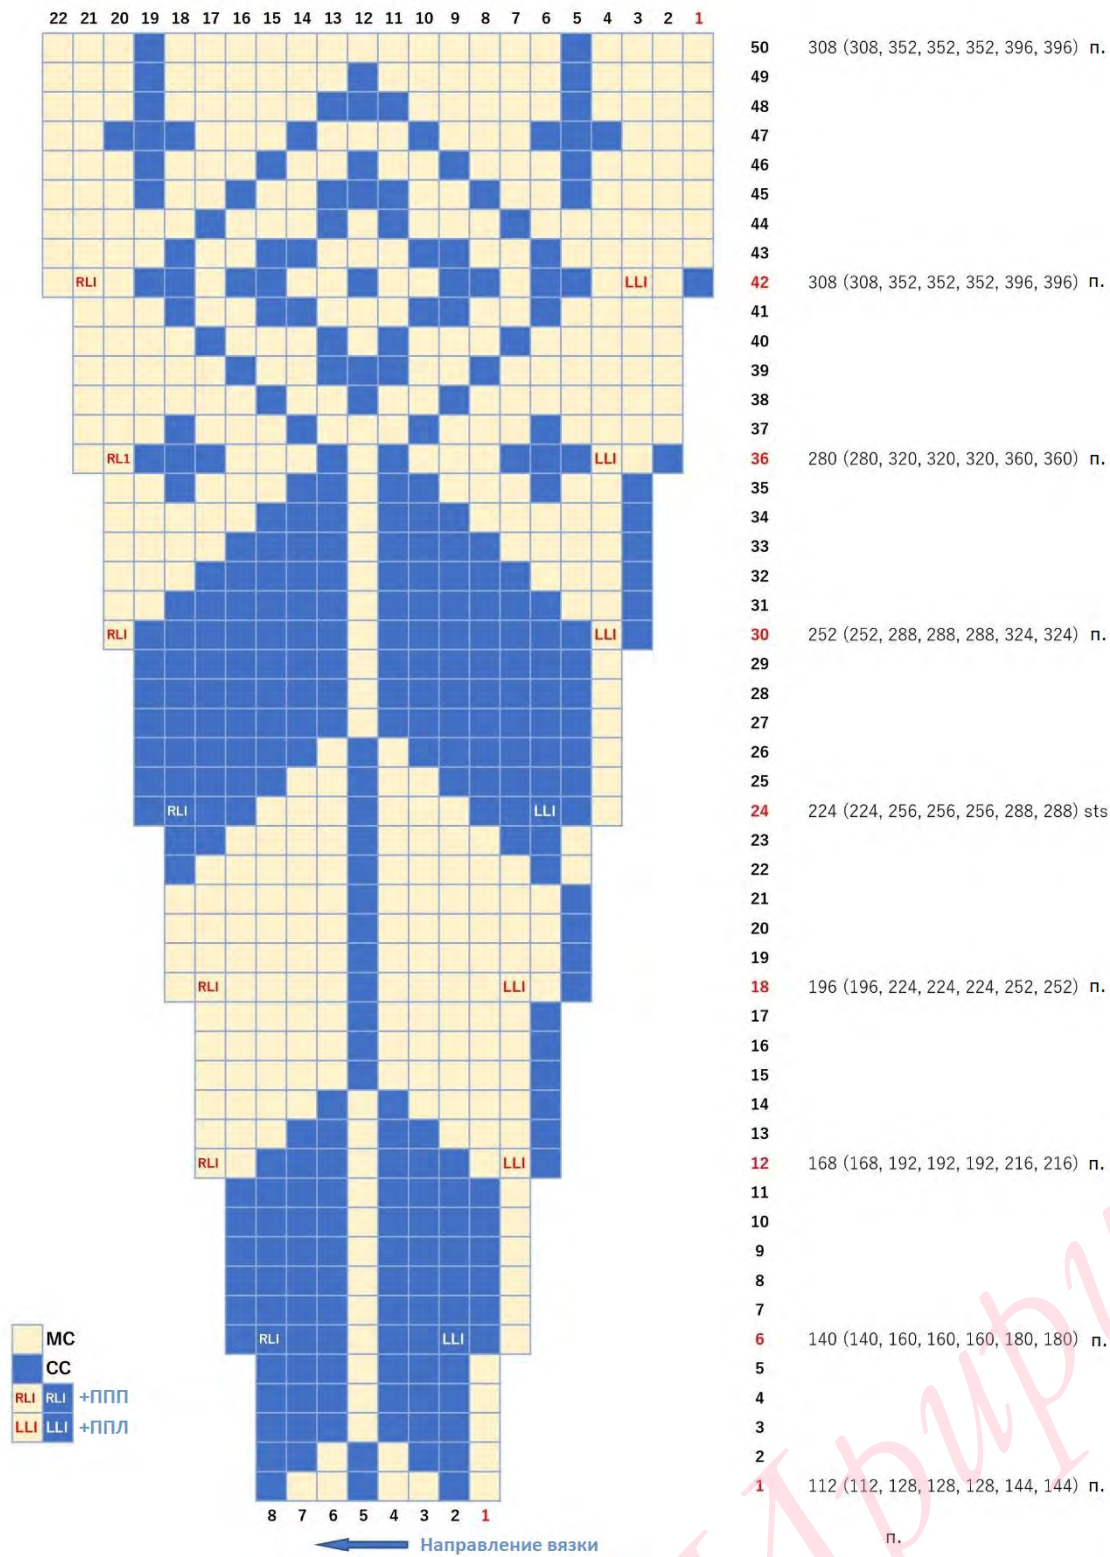 22 21 20 19 18 17 16 15 14 13 12 11 10 9 8 7 6 5 4 3 2 1
50 308 (308, 352, 352, 352, 396, 396) п.
49
48
47
46
45
44
43
RLI LLI 42 308 (308, 352, 352, 352, 396, 396) п.
41
40
39
38
37
RL1 LLI 36 280 (280, 320, 320, 320, 360, 360) п.
35
34
33
32
31
RLI LLI 30 252 (252, 288, 288, 288, 324, 324) п.
29
28
27
26
25
RLI LLI 24 224 (224, 256, 256, 256, 288, 288) sts
23
22
21
20
19
RLI LLI 18 196 (196, 224, 224, 224, 252, 252) п.
17
16
15
14
13
RLI LLI 12 168 (168, 192, 192, 192, 216, 216) п.
11
10
9
8
7
RLI LLI 6 140 (140, 160, 160, 160, 180, 180) п.
MC
5
CC
4
RLI RLI +ППП
3
LLI LLI +ППЛ
2
1 112 (112, 128, 128, 128, 144, 144) п.
8 7 6 5 4 3 2 1
п.
Направление вязки